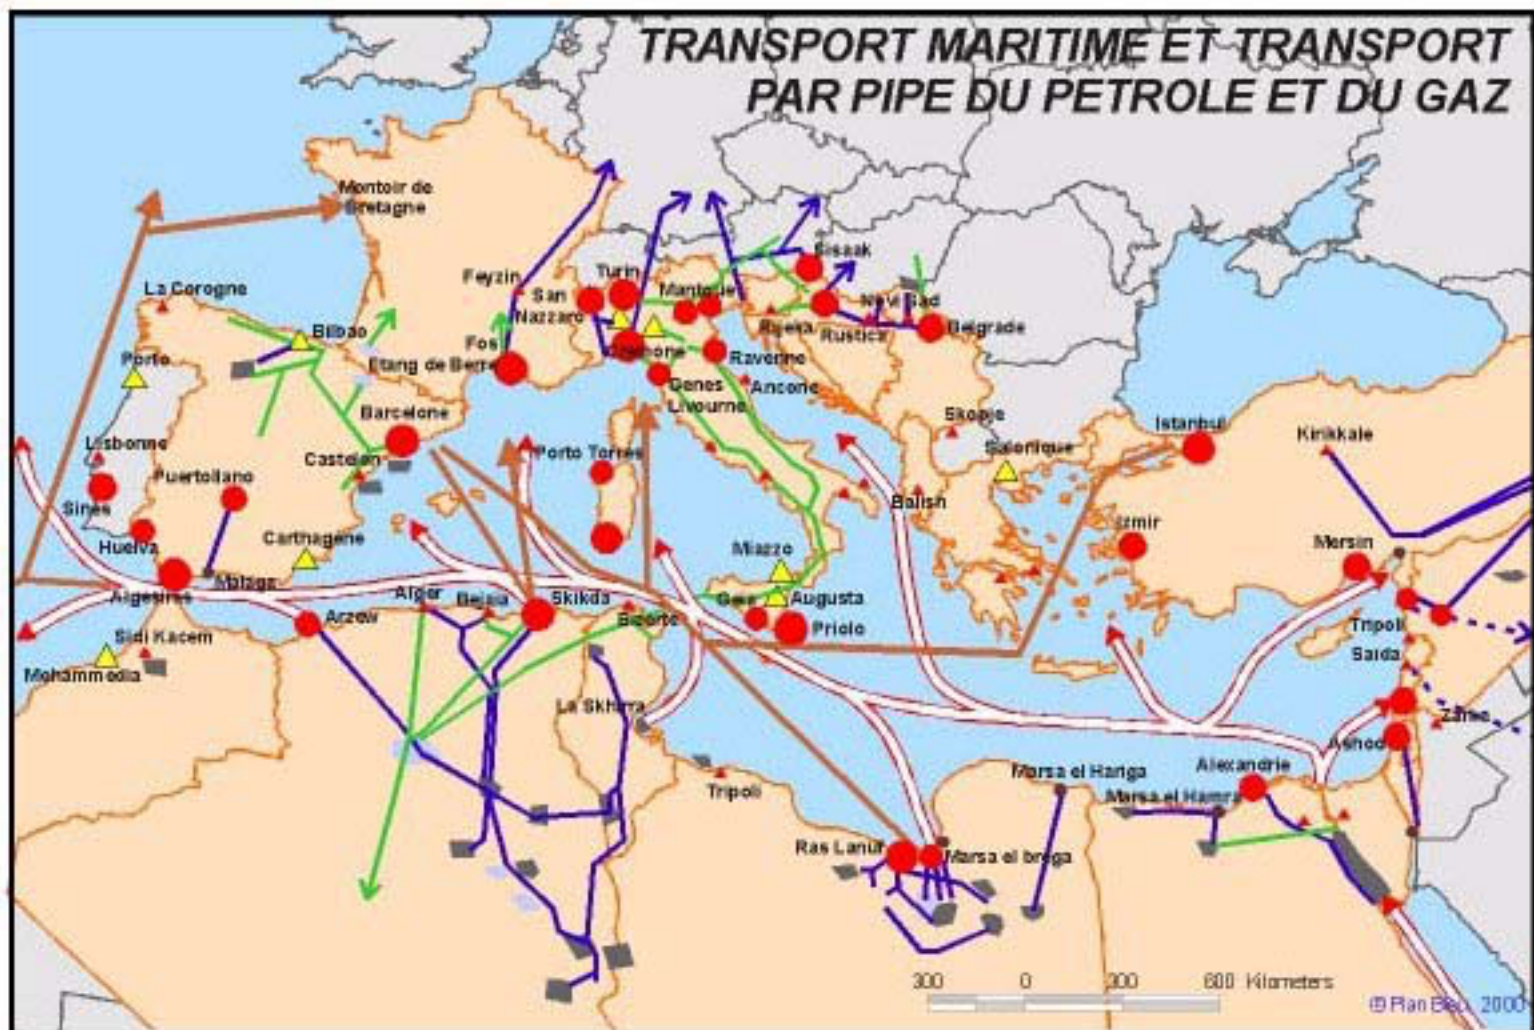 TRANSPORT MARITIME ET TRANSPORT
PAR PIPE DU PETROLE ET DU GAZ
Montoir de
Bretagne
La Corogne
Bilbao
Porto
Lisbonne
Sines
Puertollano
Huelva
Algesiras
Malaga
Carthagene
Castelon
Barcelone
Feyzin
Fos
Etang de Berre
San
Nazzaro
Turin
Mantoue
Cremone
Ravenne
Genes
Livourne
Ancone
Sisaak
Rijeka
Rustica
Novi Sad
Belgrade
Skopje
Salonique
Balish
Istanbul
Kirikkale
Izmir
Mersin
Porto Torres
Miazzo
Gela
Augusta
Priolo
Alger
Bejaia
Skikda
Bizerte
Arzew
Sidi Kacem
Mohammedia
La Skhirra
Tripoli
Ras Lanuf
Marsa el brega
Marsa el Hariga
Marsa el Hamra
Alexandrie
Tripoli
Saida
Zarka
Ashod
300 0 300 600 Kilometers
© Plan Bleu, 2000